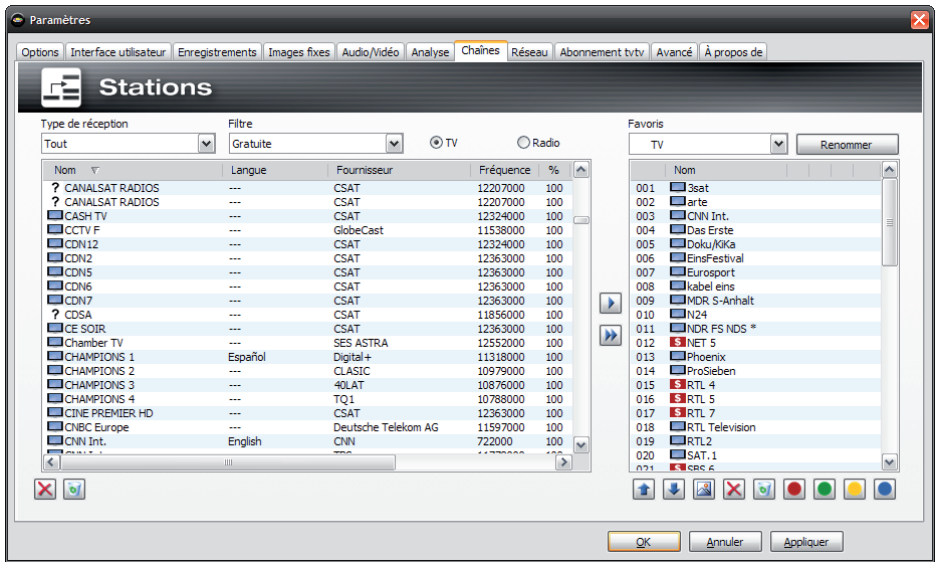 Paramètres
Options Interface utilisateur Enregistrements Images fixes Audio/Vidéo Analyse Chaînes Réseau Abonnement tvtv Avancé À propos de
Stations
Type de réception Filtre Favoris
Tout Gratuite TV Radio TV Renommer
Nom Langue Fournisseur Fréquence %
? CANALSAT RADIOS --- CSAT 12207000 100
? CANALSAT RADIOS --- CSAT 12207000 100
CASH TV --- CSAT 12324000 100
CCTV F --- GlobeCast 11538000 100
CDN12 --- CSAT 12324000 100
CDN2 --- CSAT 12363000 100
CDN5 --- CSAT 12363000 100
CDN6 --- CSAT 12363000 100
CDN7 --- CSAT 12363000 100
? CDSA --- CSAT 11856000 100
CE SOIR --- CSAT 12363000 100
Chamber TV --- SES ASTRA 12552000 100
CHAMPIONS 1 Español Digital+ 11318000 100
CHAMPIONS 2 --- CLASIC 10979000 100
CHAMPIONS 3 --- 40LAT 10876000 100
CHAMPIONS 4 --- TQ1 10788000 100
CINE PREMIER HD --- CSAT 12363000 100
CNBC Europe --- Deutsche Telekom AG 11597000 100
CNN Int. English CNN 722000 100
Nom
001 3sat
002 arte
003 CNN Int.
004 Das Erste
005 Doku/KiKa
006 EinsFestival
007 Eurosport
008 kabel eins
009 MDR S-Anhalt
010 N24
011 NDR FS NDS *
012 $ NET 5
013 Phoenix
014 ProSieben
015 $ RTL 4
016 $ RTL 5
017 $ RTL 7
018 RTL Television
019 RTL2
020 SAT.1
021 $ SBS 6
OK Annuler Appliquer